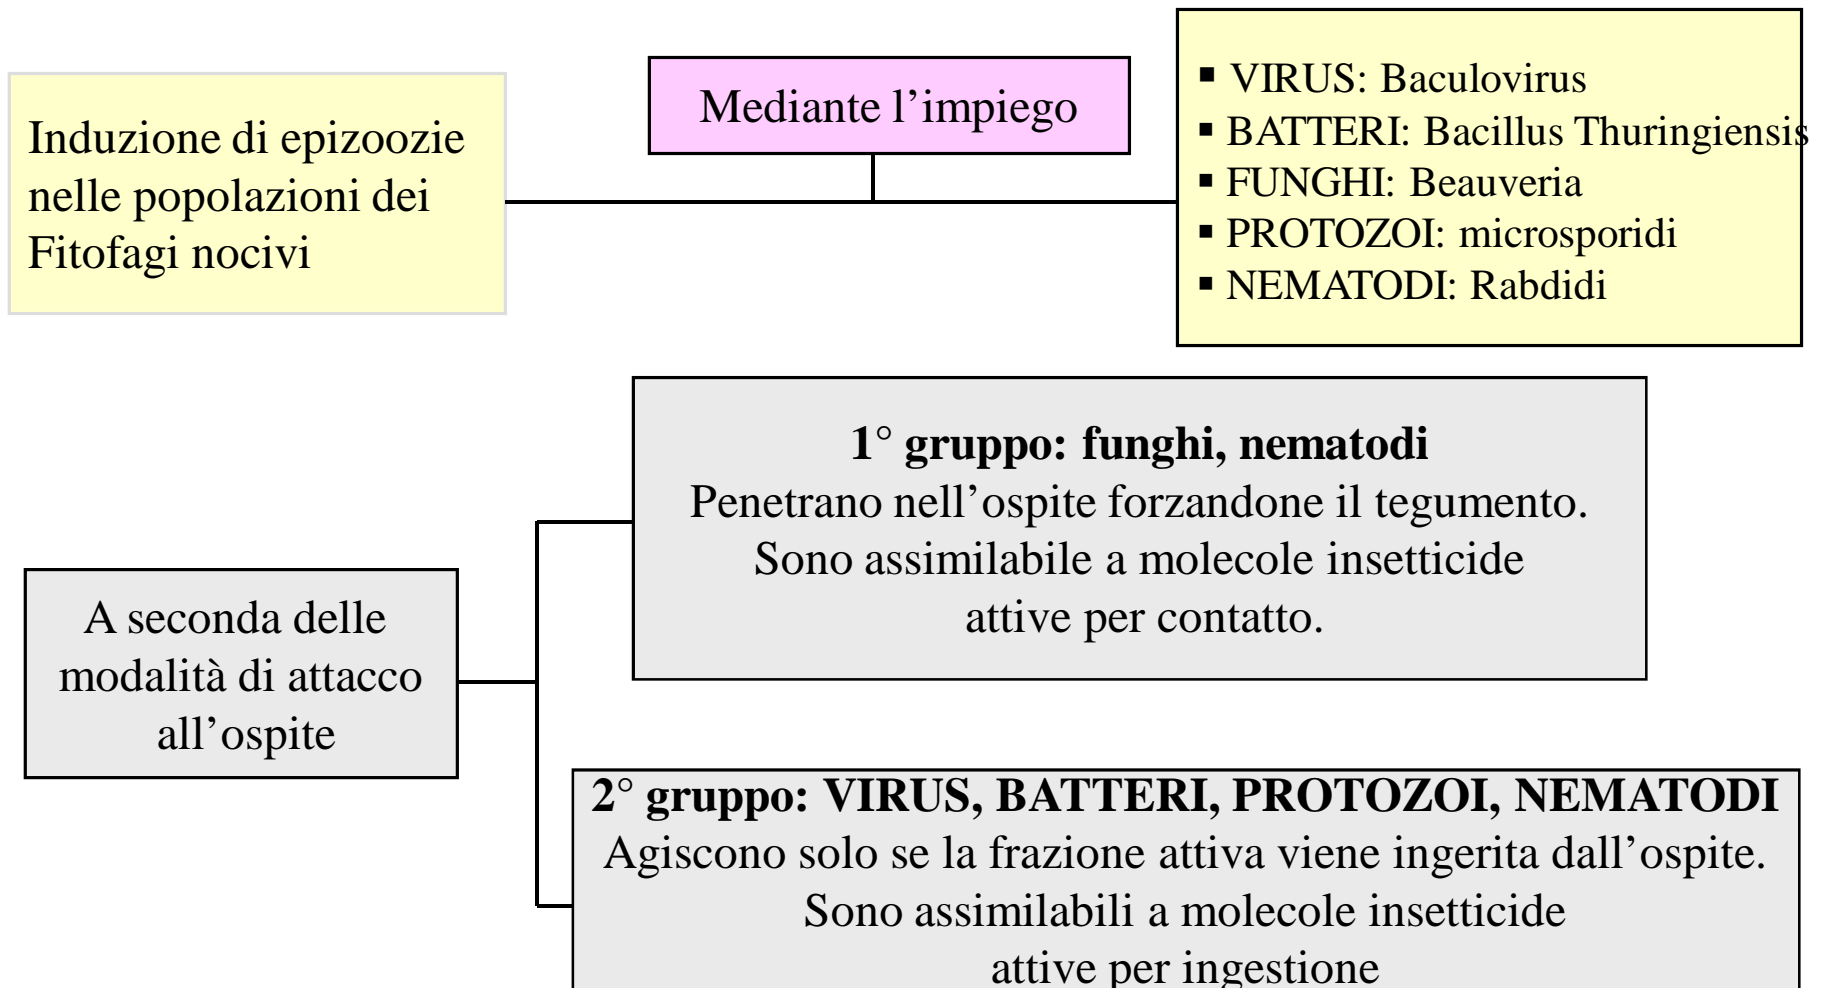 Induzione di epizoozie
nelle popolazioni dei
Fitofagi nocivi
Mediante l’impiego
▪ VIRUS: Baculovirus
▪ BATTERI: Bacillus Thuringiensis
▪ FUNGHI: Beauveria
▪ PROTOZOI: microsporidi
▪ NEMATODI: Rabdidi
A seconda delle
modalità di attacco
all’ospite
1° gruppo: funghi, nematodi
Penetrano nell’ospite forzandone il tegumento.
Sono assimilabile a molecole insetticide
attive per contatto.
2° gruppo: VIRUS, BATTERI, PROTOZOI, NEMATODI
Agiscono solo se la frazione attiva viene ingerita dall’ospite.
Sono assimilabili a molecole insetticide
attive per ingestione